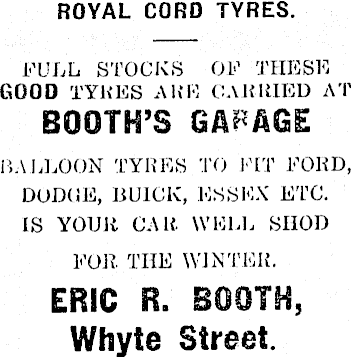 ROYAL CORD TYRES.
FULL STOCKS OF THESE
GOOD TYRES ARE CARRIED AT
BOOTH'S GARAGE
BALLOON TYRES TO FIT FORD,
DODGE, BUICK, ESSEX ETC.
IS YOUR CAR WELL SHOD
FOR THE WINTER.
ERIC R. BOOTH,
Whyte Street.